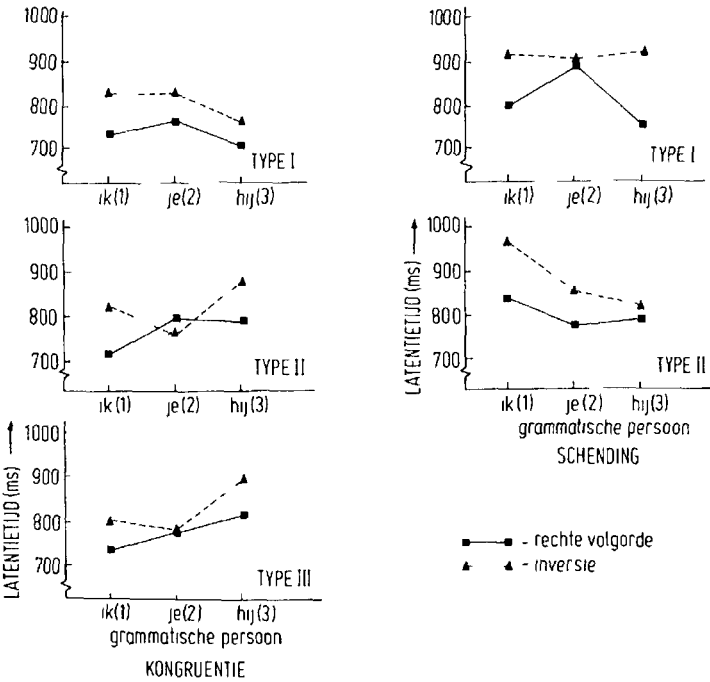 1000
900
800
700
TYPE I
ik(1) je(2) hij(3)
1000
900
800
700
TYPE II
ik(1) je(2) hij(3)
LATENTIETIJD (ms)
1000
900
800
700
TYPE III
ik(1) je(2) hij(3)
grammatische persoon
KONGRUENTIE
1000
900
800
700
TYPE I
ik(1) je(2) hij(3)
LATENTIETIJD (ms)
1000
900
800
700
TYPE II
ik(1) je(2) hij(3)
grammatische persoon
SCHENDING
- rechte volgorde
- inversie